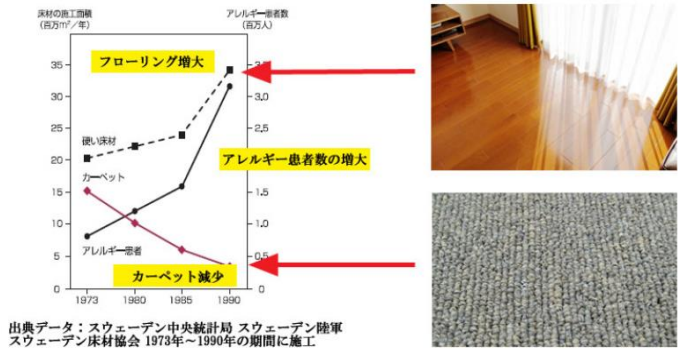 床材の施工面積
(百万m²/年)
アレルギー患者数
(百万人)
フローリング増大
35
30
25
20
15
10
5
0
3.0
2.5
1.5
1.0
0.5
0
硬い床材
カーペット
アレルギー患者
アレルギー患者数の増大
カーペット減少
1973 1980 1985 1990
出典データ：スウェーデン中央統計局 スウェーデン陸軍
スウェーデン床材協会 1973年～1990年の期間に施工